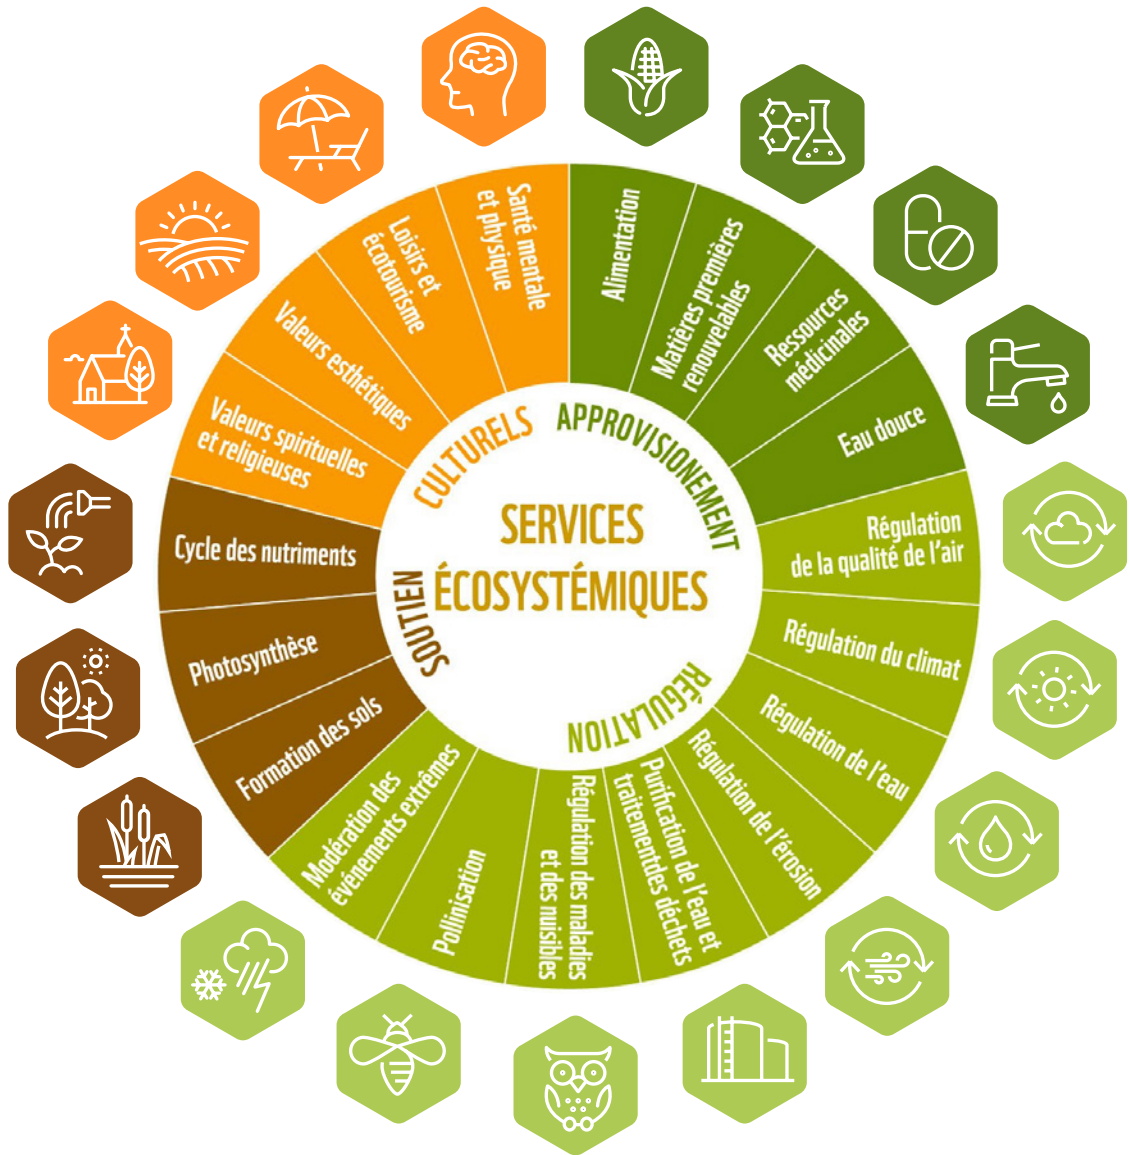 SERVICES
ÉCOSYSTÉMIQUES
APPROVISIONEMENT
Alimentation
Matières premières
renouvelables
Ressources
médicinales
Eau douce
RÉGULATION
Régulation
de la qualité de l'air
Régulation du climat
Régulation de l'eau
Régulation de l'érosion
Purification de l'eau et
traitementdes déchets
Régulation des maladies
et des nuisibles
Pollinisation
Modération des
événements extrêmes
SOUTIEN
Formation des sols
Photosynthèse
Cycle des nutriments
CULTURELS
Valeurs spirituelles
et religieuses
Valeurs esthétiques
Loisirs et
écotourisme
Santé mentale
et physique